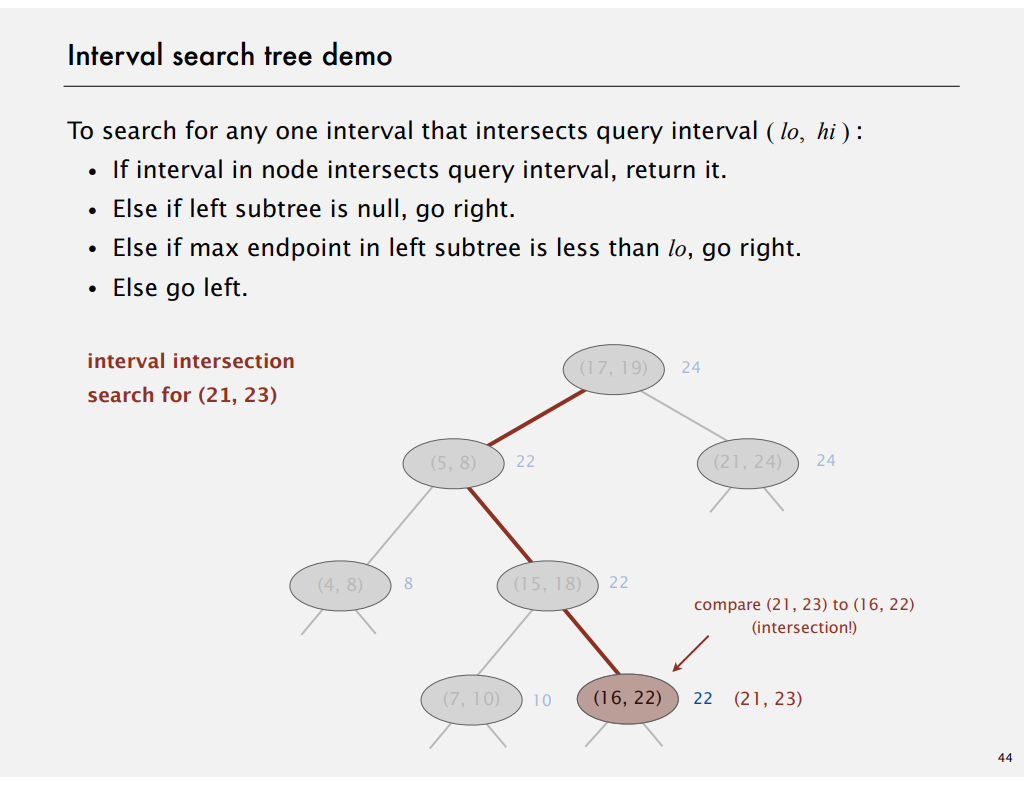 Interval search tree demo
To search for any one interval that intersects query interval ( lo, hi ) :
• If interval in node intersects query interval, return it.
• Else if left subtree is null, go right.
• Else if max endpoint in left subtree is less than lo, go right.
• Else go left.
interval intersection
search for (21, 23)
(17, 19) 24
(5, 8) 22
(21, 24) 24
(4, 8) 8
(15, 18) 22
compare (21, 23) to (16, 22)
(intersection!)
(7, 10) 10
(16, 22) 22 (21, 23)
44